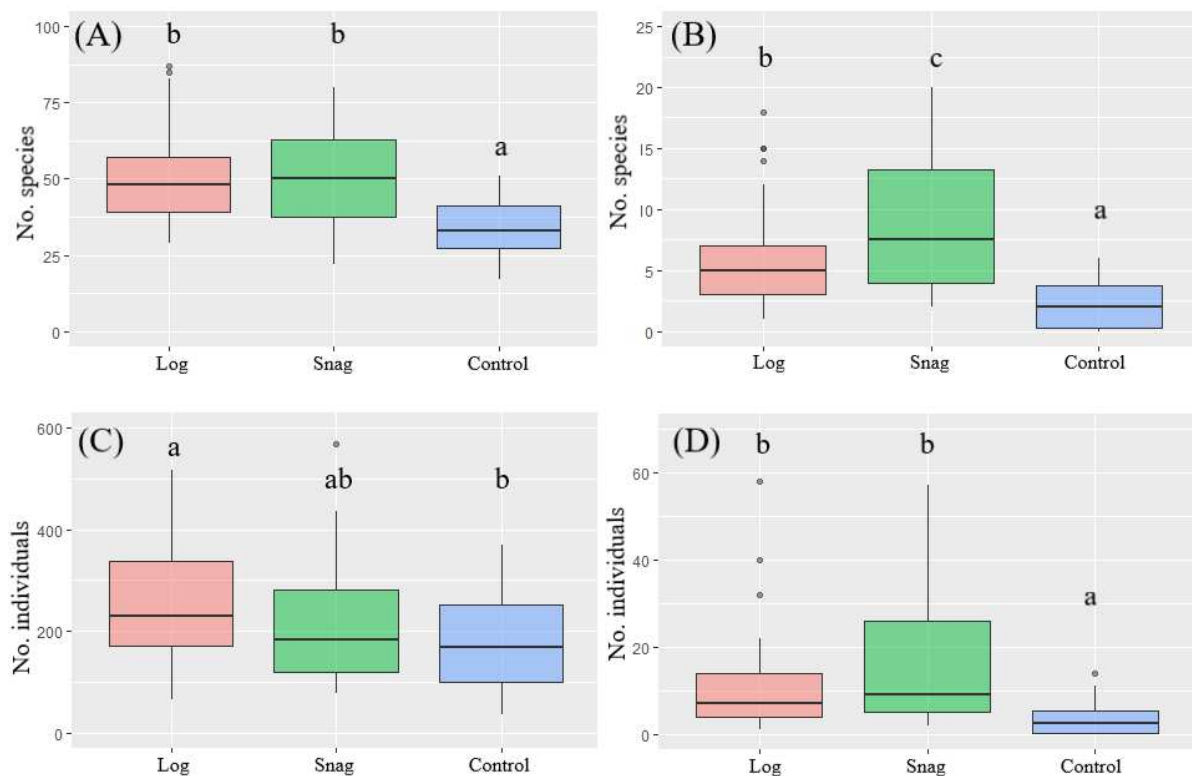 (A)
b
b
a
No. species
100
75
50
25
0
Log
Snag
Control
(B)
b
c
a
No. species
25
20
15
10
5
0
Log
Snag
Control
(C)
a
ab
b
No. individuals
600
400
200
0
Log
Snag
Control
(D)
b
b
a
No. individuals
60
40
20
0
Log
Snag
Control